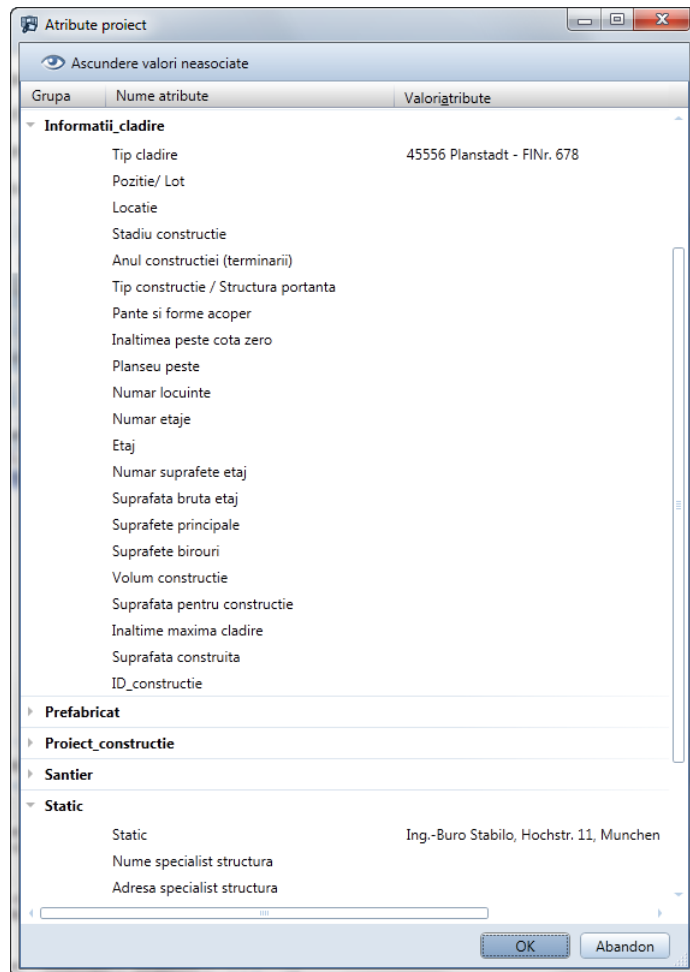 Atribute proiect
Ascundere valori neasociate
Grupa Nume atribute Valoriatribute
Informatii_cladire
Tip cladire 45556 Planstadt - FINr. 678
Pozitie/ Lot
Locatie
Stadiu constructie
Anul constructiei (terminarii)
Tip constructie / Structura portanta
Pante si forme acoper
Inaltimea peste cota zero
Planseu peste
Numar locuinte
Numar etaje
Etaj
Numar suprafete etaj
Suprafata bruta etaj
Suprafete principale
Suprafete birouri
Volum constructie
Suprafata pentru constructie
Inaltime maxima cladire
Suprafata construita
ID_constructie
Prefabricat
Proiect_constructie
Santier
Static
Static Ing.-Buro Stabilo, Hochstr. 11, Munchen
Nume specialist structura
Adresa specialist structura
OK Abandon